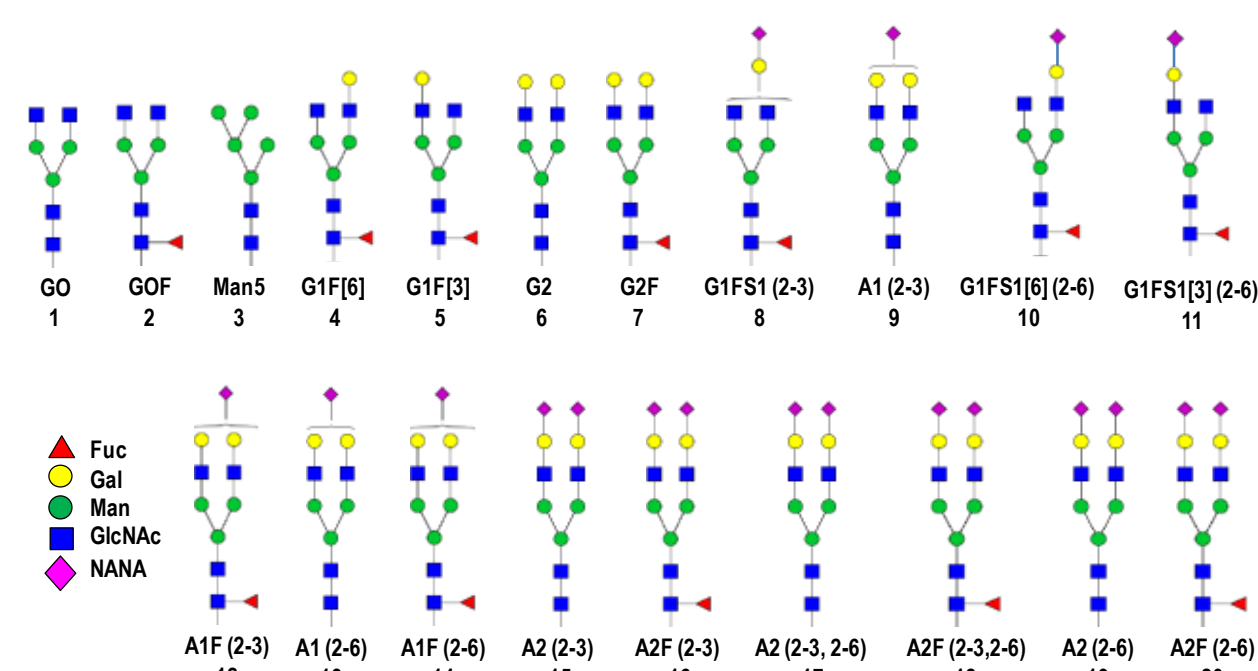 GO GOF Man5 G1F[6] G1F[3] G2 G2F G1FS1 (2-3) A1 (2-3) G1FS1[6] (2-6) G1FS1[3] (2-6)
1 2 3 4 5 6 7 8 9 10 11
Fuc
Gal
Man
GlcNAc
NANA
A1F (2-3) A1 (2-6) A1F (2-6) A2 (2-3) A2F (2-3) A2 (2-3, 2-6) A2F (2-3,2-6) A2 (2-6) A2F (2-6)